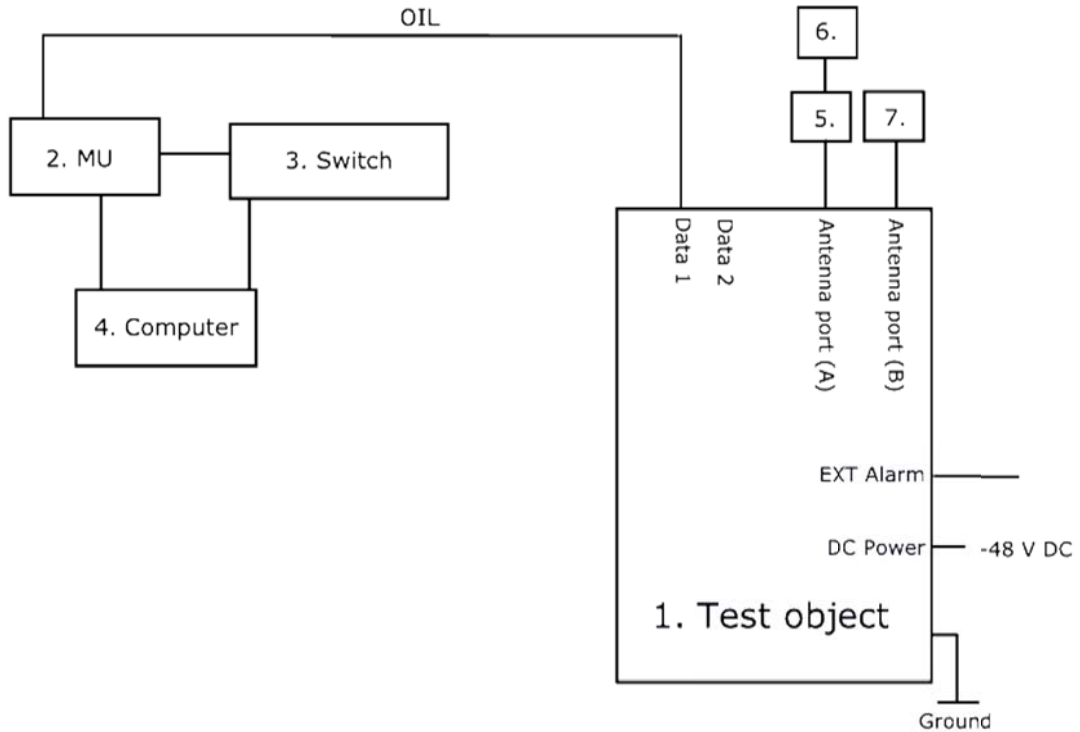 OIL
6.
5.
7.
2. MU
3. Switch
4. Computer
Data 1
Data 2
Antenna port (A)
Antenna port (B)
EXT Alarm
DC Power
-48 V DC
1. Test object
Ground